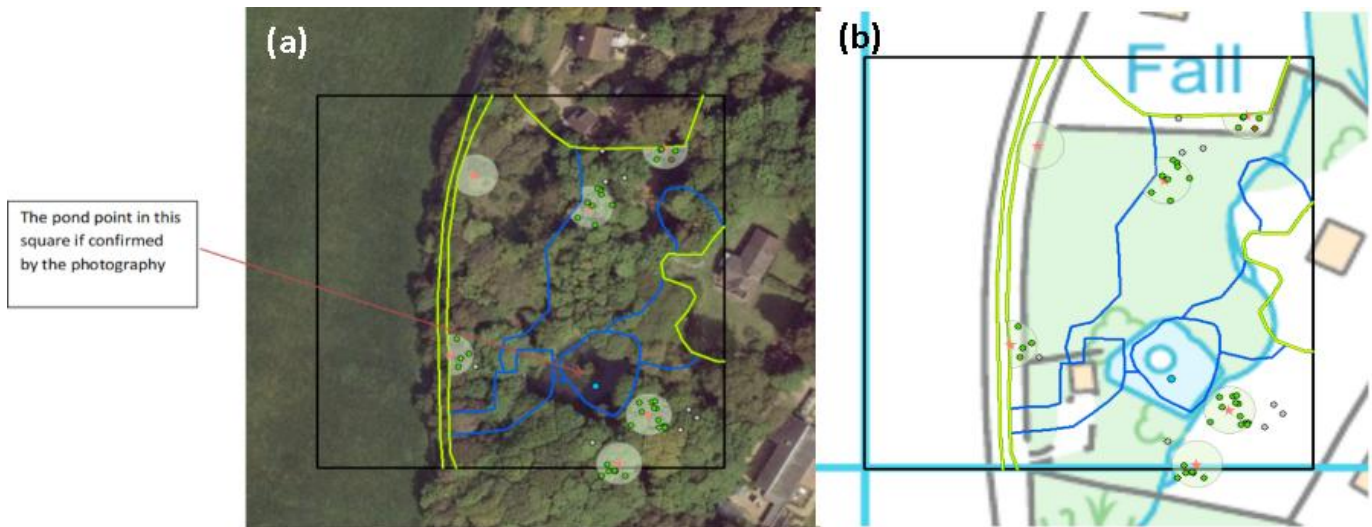 (a)
(b)
Fall
The pond point in this
square if confirmed
by the photography